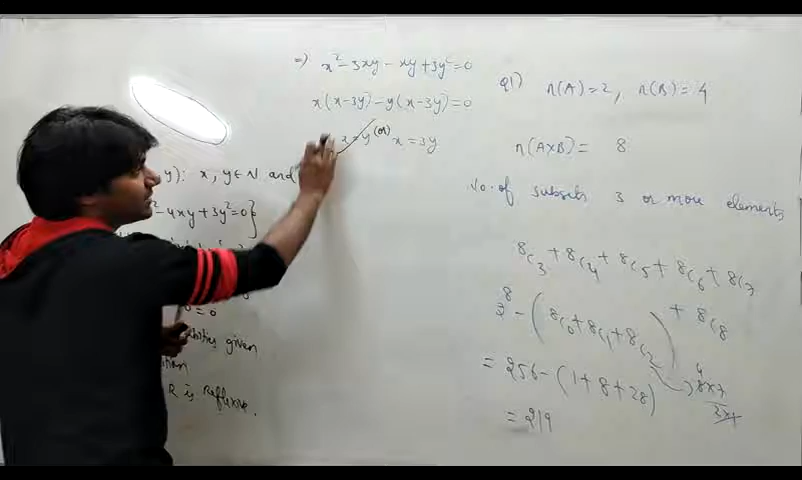 =) x² - 3xy - xy + 3y² = 0
x(x-3y) - y(x-3y) = 0
x = y (or) x = 3y
y): x, y ∈ N and
² - 4xy + 3y² = 0}
= 0
given
R is Reflexive.
Q1) n(A) = 2, n(B) = 4
n(A×B) = 8
No. of subsets 3 or more elements
8C3 + 8C4 + 8C5 + 8C6 + 8C7
+ 8C8
2⁸ - (8C0 + 8C1 + 8C2)
= 256 - (1 + 8 + 28)
= 219